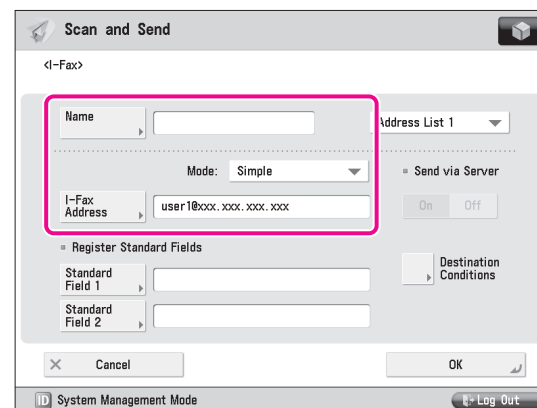 Scan and Send
<I-Fax>
Name
Address List 1
Mode: Simple
Send via Server
I-Fax
Address
user1@xxx.xxx.xxx.xxx
On Off
Register Standard Fields
Destination
Conditions
Standard
Field 1
Standard
Field 2
Cancel
OK
ID System Management Mode
Log Out